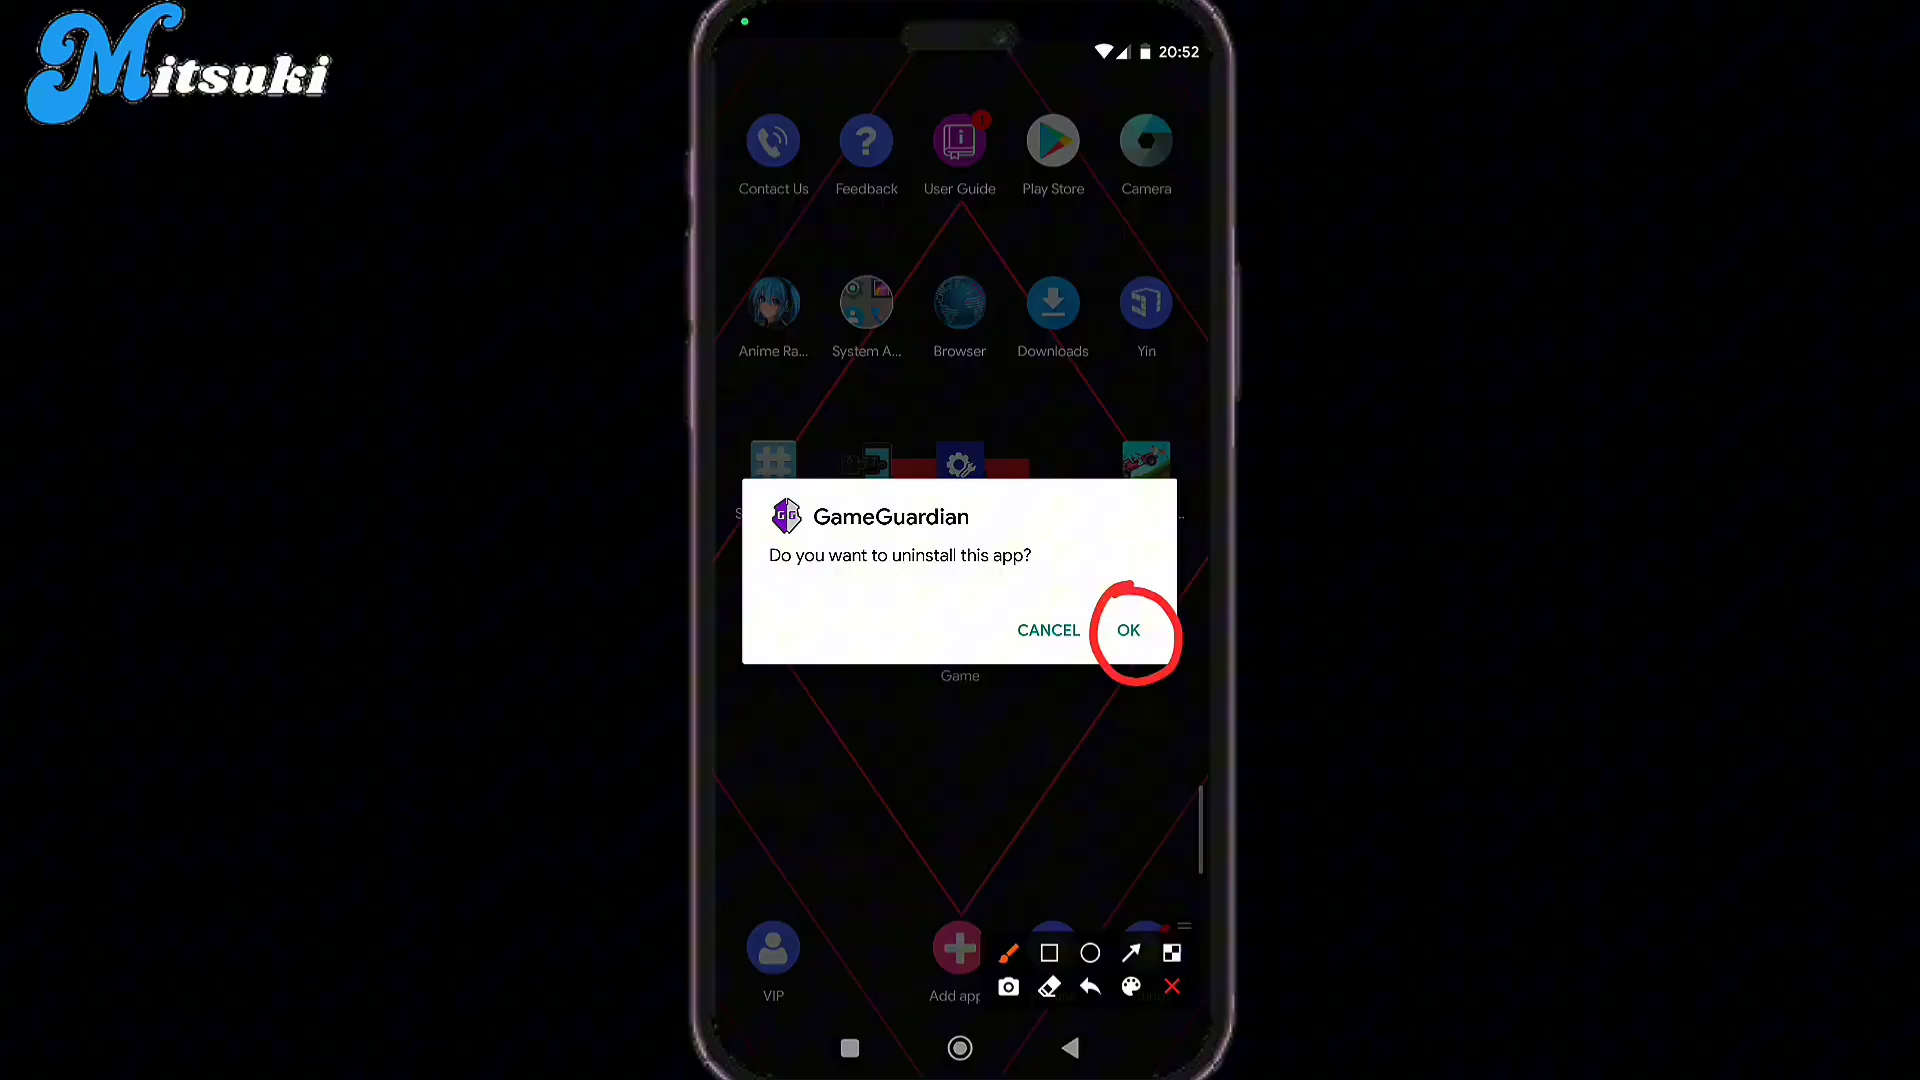 Mitsuki
20:52
Contact Us
Feedback
User Guide
Play Store
Camera
Anime Ra...
System A...
Browser
Downloads
Yin
GameGuardian
Do you want to uninstall this app?
CANCEL
OK
Game
VIP
Add app